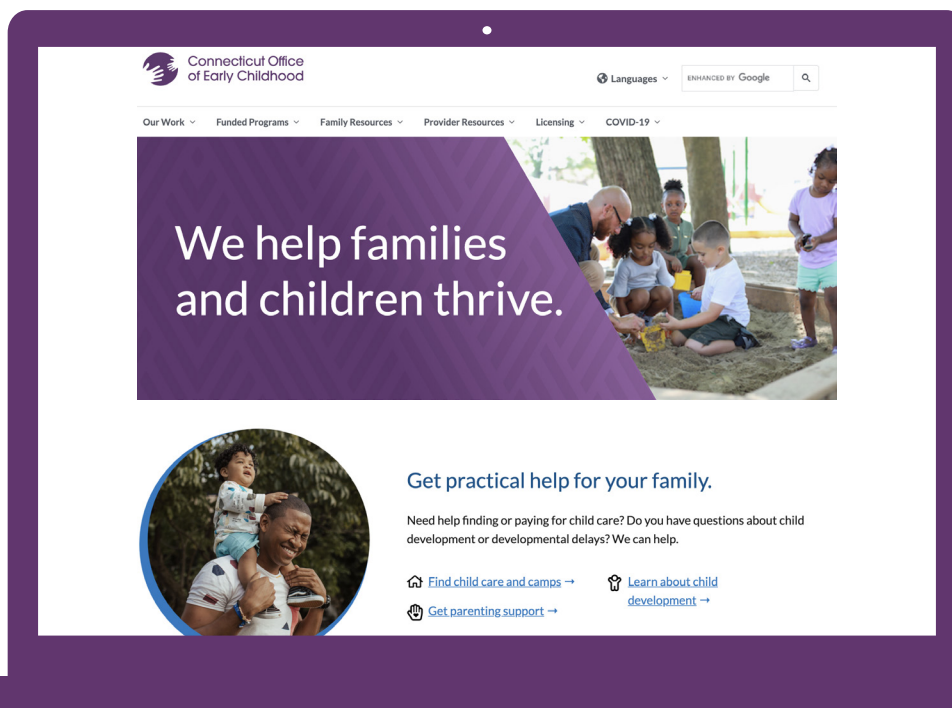 Connecticut Office
of Early Childhood
Languages
ENHANCED BY Google
Our Work Funded Programs Family Resources Provider Resources Licensing COVID-19
We help families
and children thrive.
Get practical help for your family.
Need help finding or paying for child care? Do you have questions about child
development or developmental delays? We can help.
Find child care and camps → Learn about child
development →
Get parenting support →